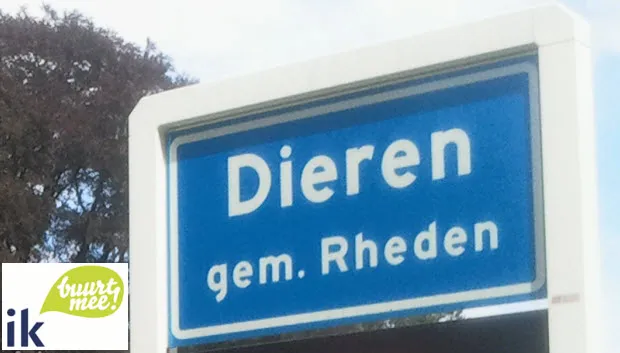 Dieren
gem. Rheden
buurt
mee!
ik